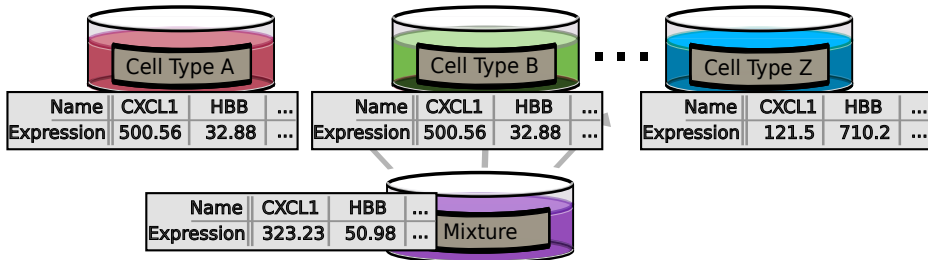 Cell Type A
Cell Type B
...
Cell Type Z
Name CXCL1 HBB ...
Expression 500.56 32.88 ...
Name CXCL1 HBB ...
Expression 500.56 32.88 ...
Name CXCL1 HBB ...
Expression 121.5 710.2 ...
Mixture
Name CXCL1 HBB ...
Expression 323.23 50.98 ...